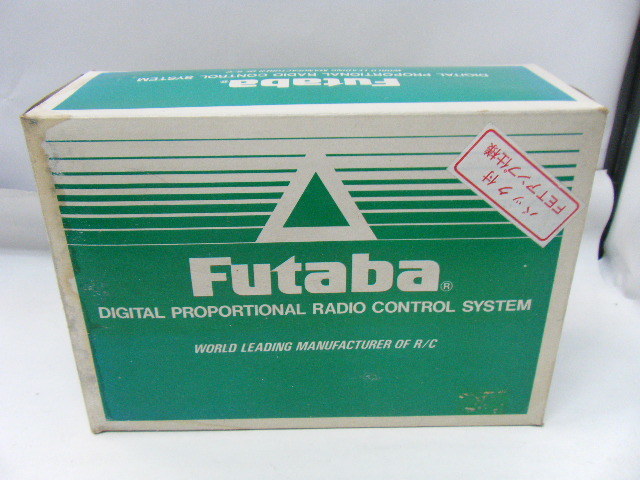 DIGITAL PROPORTIONAL RADIO CONTROL SYSTEM
Futaba®
バック付
FETアンプ仕様
Futaba®
DIGITAL PROPORTIONAL RADIO CONTROL SYSTEM
WORLD LEADING MANUFACTURER OF R/C